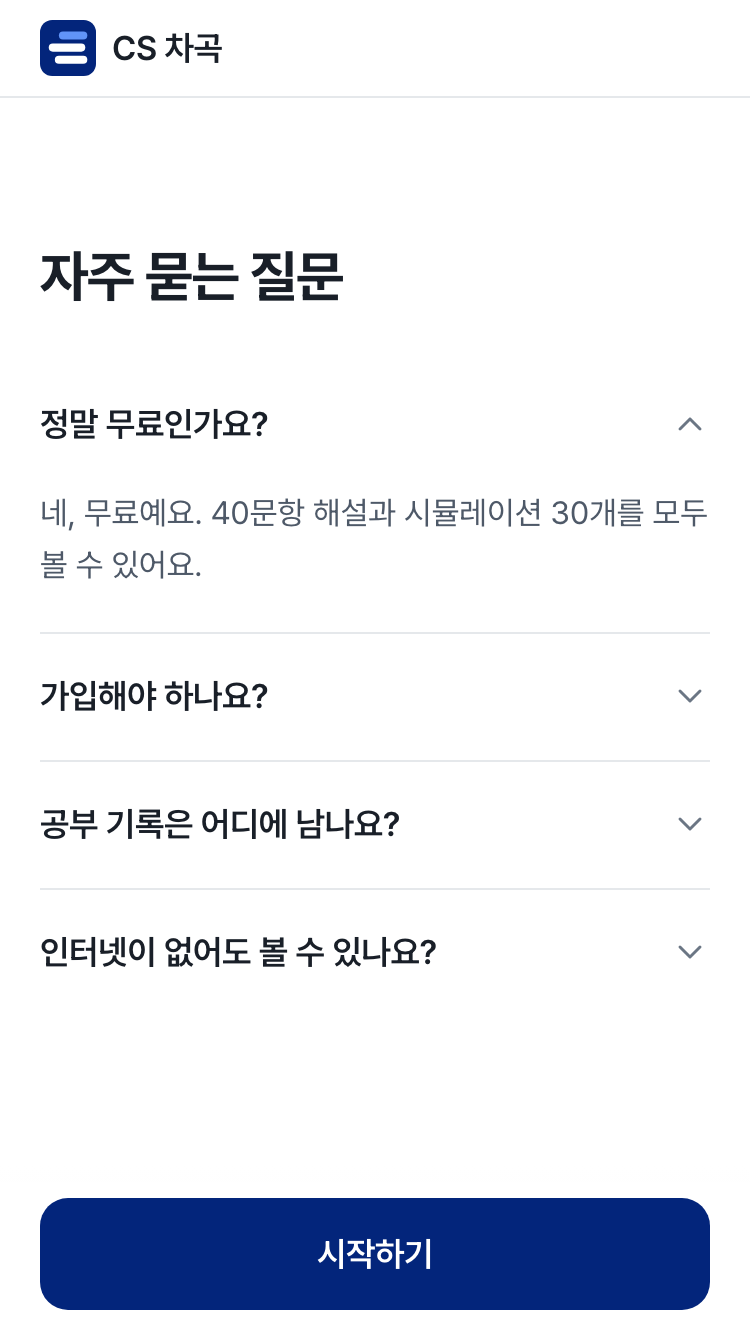 CS 차곡
자주 묻는 질문
정말 무료인가요?
네, 무료예요. 40문항 해설과 시뮬레이션 30개를 모두
볼 수 있어요.
가입해야 하나요?
공부 기록은 어디에 남나요?
인터넷이 없어도 볼 수 있나요?
시작하기